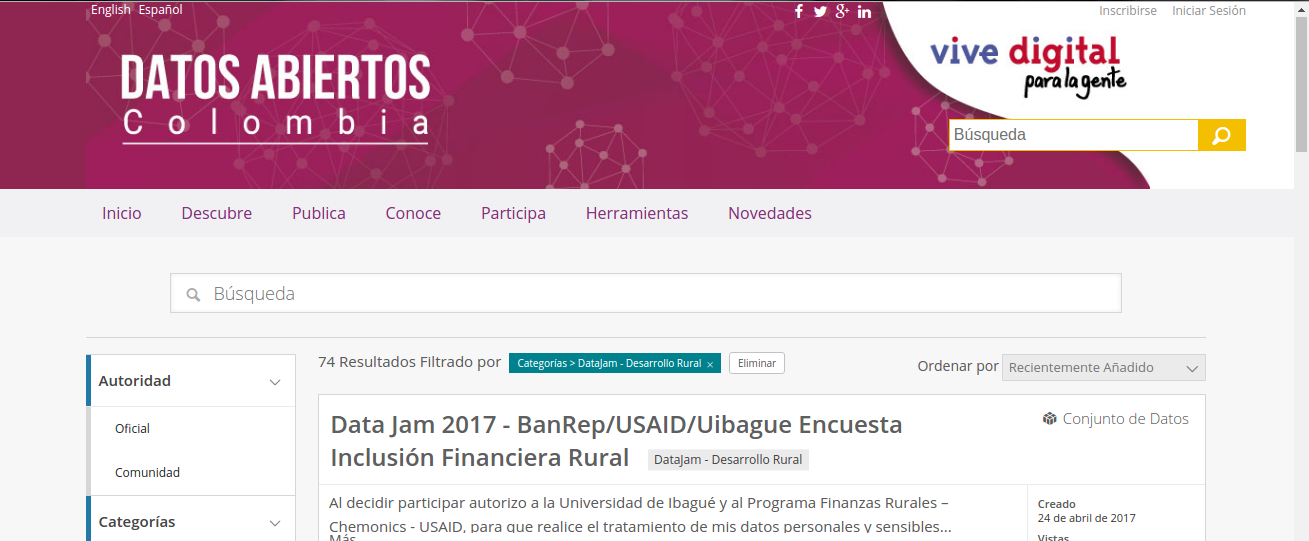 English Español
Inscribirse Iniciar Sesión
DATOS ABIERTOS
Colombia
vive digital
para la gente
Búsqueda
Inicio Descubre Publica Conoce Participa Herramientas Novedades
Búsqueda
74 Resultados Filtrado por Categorías > DataJam - Desarrollo Rural × Eliminar
Ordenar por Recientemente Añadido
Autoridad
Oficial
Comunidad
Categorías
Data Jam 2017 - BanRep/USAID/Uibague Encuesta
Inclusión Financiera Rural DataJam - Desarrollo Rural
Conjunto de Datos
Al decidir participar autorizo a la Universidad de Ibagué y al Programa Finanzas Rurales –
Chemonics - USAID, para que realice el tratamiento de mis datos personales y sensibles...
Más
Creado
24 de abril de 2017
Vistas